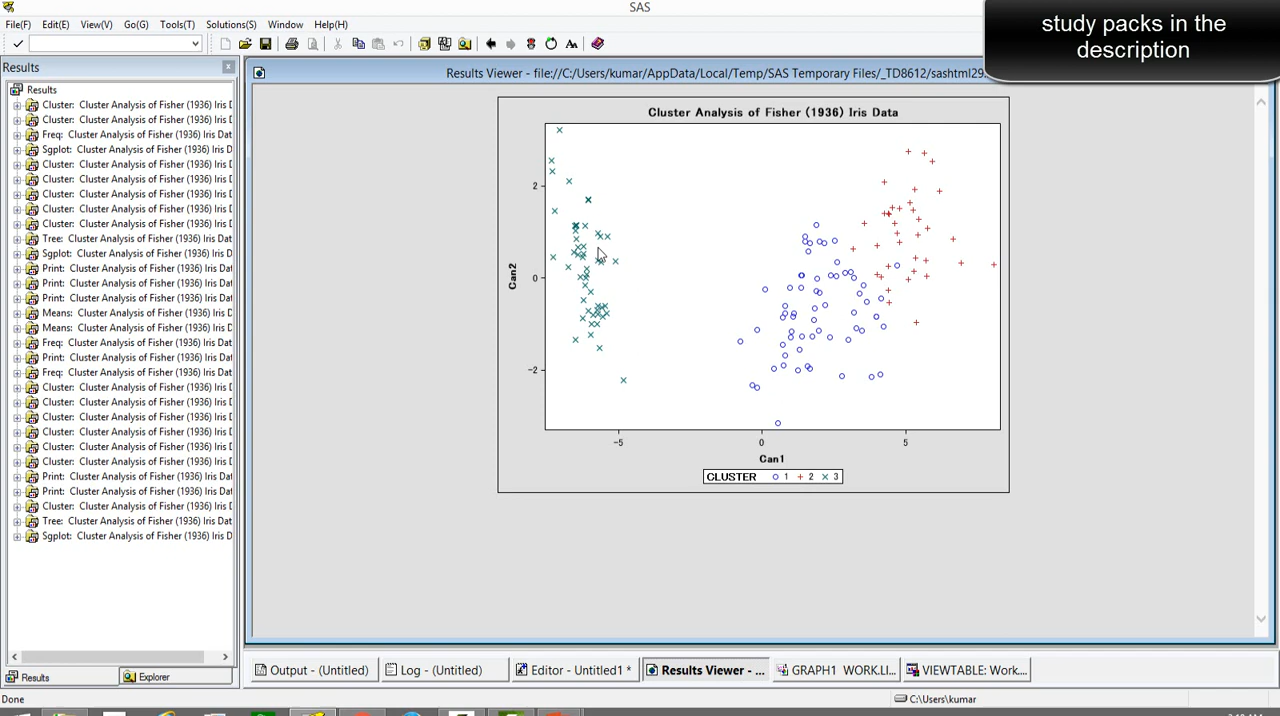 SAS
File(F) Edit(E) View(V) Go(G) Tools(T) Solutions(S) Window Help(H)
study packs in the
description
Results
Results Viewer - file://C:/Users/kumar/AppData/Local/Temp/SAS Temporary Files/_TD8612/sashtml29.
Results
Cluster: Cluster Analysis of Fisher (1936) Iris D
Cluster: Cluster Analysis of Fisher (1936) Iris D
Freq: Cluster Analysis of Fisher (1936) Iris Dat
Sgplot: Cluster Analysis of Fisher (1936) Iris D
Cluster: Cluster Analysis of Fisher (1936) Iris D
Cluster: Cluster Analysis of Fisher (1936) Iris D
Cluster: Cluster Analysis of Fisher (1936) Iris D
Cluster: Cluster Analysis of Fisher (1936) Iris D
Cluster: Cluster Analysis of Fisher (1936) Iris D
Tree: Cluster Analysis of Fisher (1936) Iris Dat
Sgplot: Cluster Analysis of Fisher (1936) Iris D
Print: Cluster Analysis of Fisher (1936) Iris Dat
Print: Cluster Analysis of Fisher (1936) Iris Dat
Print: Cluster Analysis of Fisher (1936) Iris Dat
Means: Cluster Analysis of Fisher (1936) Iris D
Means: Cluster Analysis of Fisher (1936) Iris D
Freq: Cluster Analysis of Fisher (1936) Iris Dat
Print: Cluster Analysis of Fisher (1936) Iris Dat
Freq: Cluster Analysis of Fisher (1936) Iris Dat
Cluster: Cluster Analysis of Fisher (1936) Iris D
Cluster: Cluster Analysis of Fisher (1936) Iris D
Cluster: Cluster Analysis of Fisher (1936) Iris D
Cluster: Cluster Analysis of Fisher (1936) Iris D
Cluster: Cluster Analysis of Fisher (1936) Iris D
Cluster: Cluster Analysis of Fisher (1936) Iris D
Print: Cluster Analysis of Fisher (1936) Iris Dat
Print: Cluster Analysis of Fisher (1936) Iris Dat
Cluster: Cluster Analysis of Fisher (1936) Iris D
Tree: Cluster Analysis of Fisher (1936) Iris Dat
Sgplot: Cluster Analysis of Fisher (1936) Iris D
Cluster Analysis of Fisher (1936) Iris Data
2
0
-2
Can2
-5 0 5
Can1
CLUSTER 1 2 3
Results Explorer
Output - (Untitled) Log - (Untitled) Editor - Untitled1 * Results Viewer - ... GRAPH1 WORK.LI... VIEWTABLE: Work....
Done
C:\Users\kumar